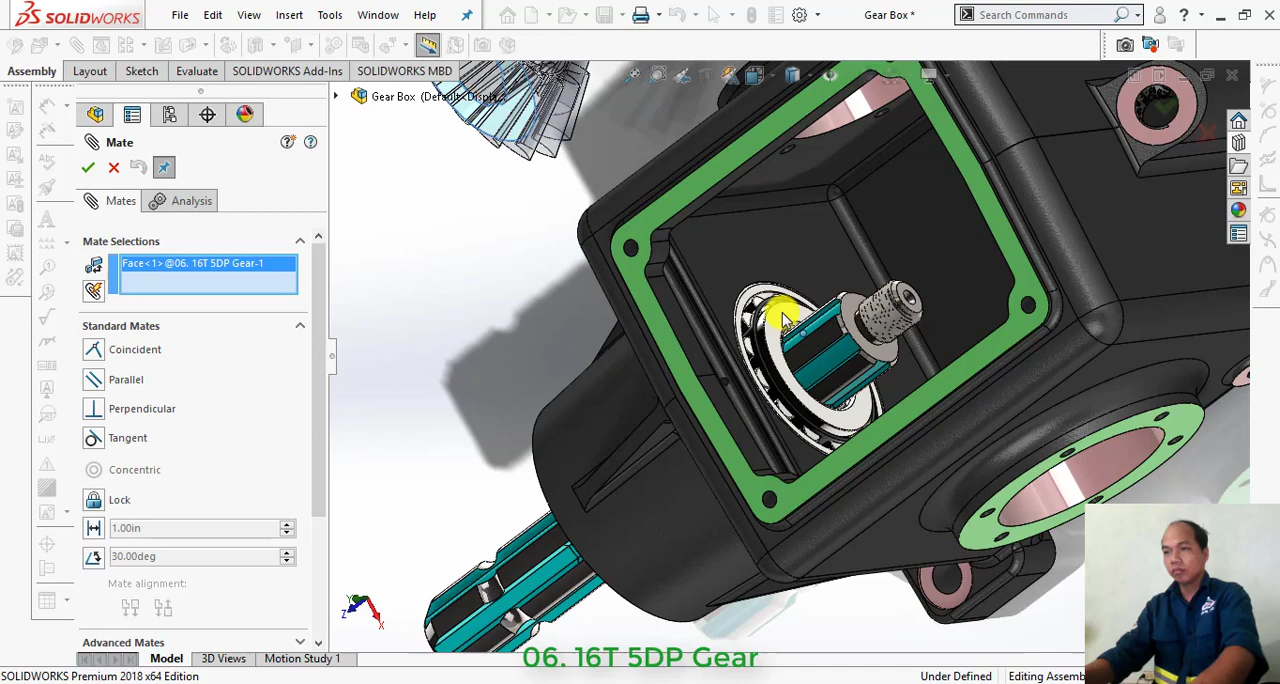 SOLIDWORKS
File Edit View Insert Tools Window Help
Gear Box *
Search Commands
?
Assembly Layout Sketch Evaluate SOLIDWORKS Add-Ins SOLIDWORKS MBD
Gear Box (Default<Displ...
Mate
Mates Analysis
Mate Selections
Face<1>@06. 16T 5DP Gear-1
Standard Mates
Coincident
Parallel
Perpendicular
Tangent
Concentric
Lock
1.00in
30.00deg
Mate alignment:
Advanced Mates
Z X
Model 3D Views Motion Study 1
06. 16T 5DP Gear
SOLIDWORKS Premium 2018 x64 Edition
Under Defined Editing Assemb